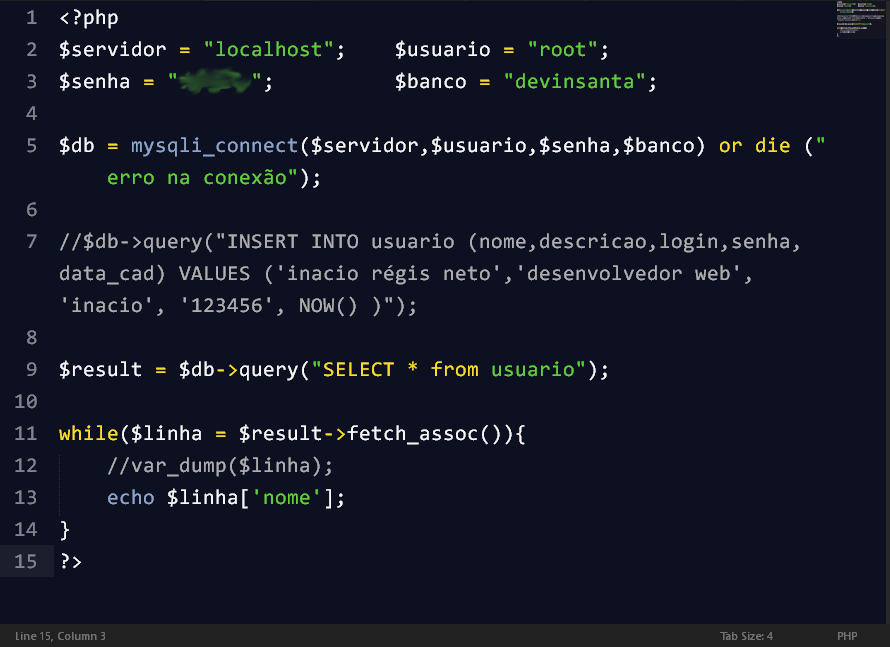 1 <?php
2 $servidor = "localhost";    $usuario = "root";
3 $senha = "";          $banco = "devinsanta";
4
5 $db = mysqli_connect($servidor,$usuario,$senha,$banco) or die ("
    erro na conexão");
6
7 //$db->query("INSERT INTO usuario (nome,descricao,login,senha,
data_cad) VALUES ('inacio régis neto','desenvolvedor web',
'inacio', '123456', NOW() )");
8
9 $result = $db->query("SELECT * from usuario");
10
11 while($linha = $result->fetch_assoc()){
12     //var_dump($linha);
13     echo $linha['nome'];
14 }
15 ?>
Line 15, Column 3    Tab Size: 4    PHP